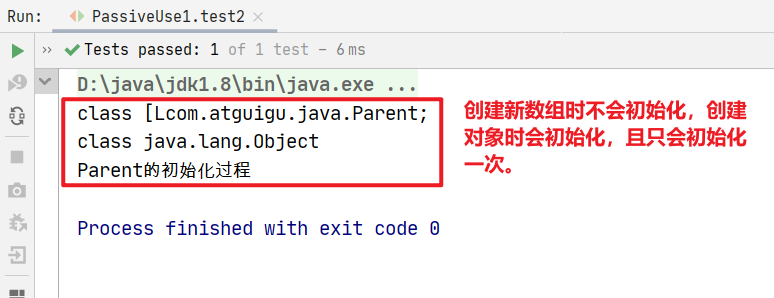 Run: PassiveUse1.test2 ×
>> Tests passed: 1 of 1 test – 6 ms
D:\java\jdk1.8\bin\java.exe ...
class [Lcom.atguigu.java.Parent;
class java.lang.Object
Parent的初始化过程
创建新数组时不会初始化，创建
对象时会初始化，且只会初始化
一次。
Process finished with exit code 0